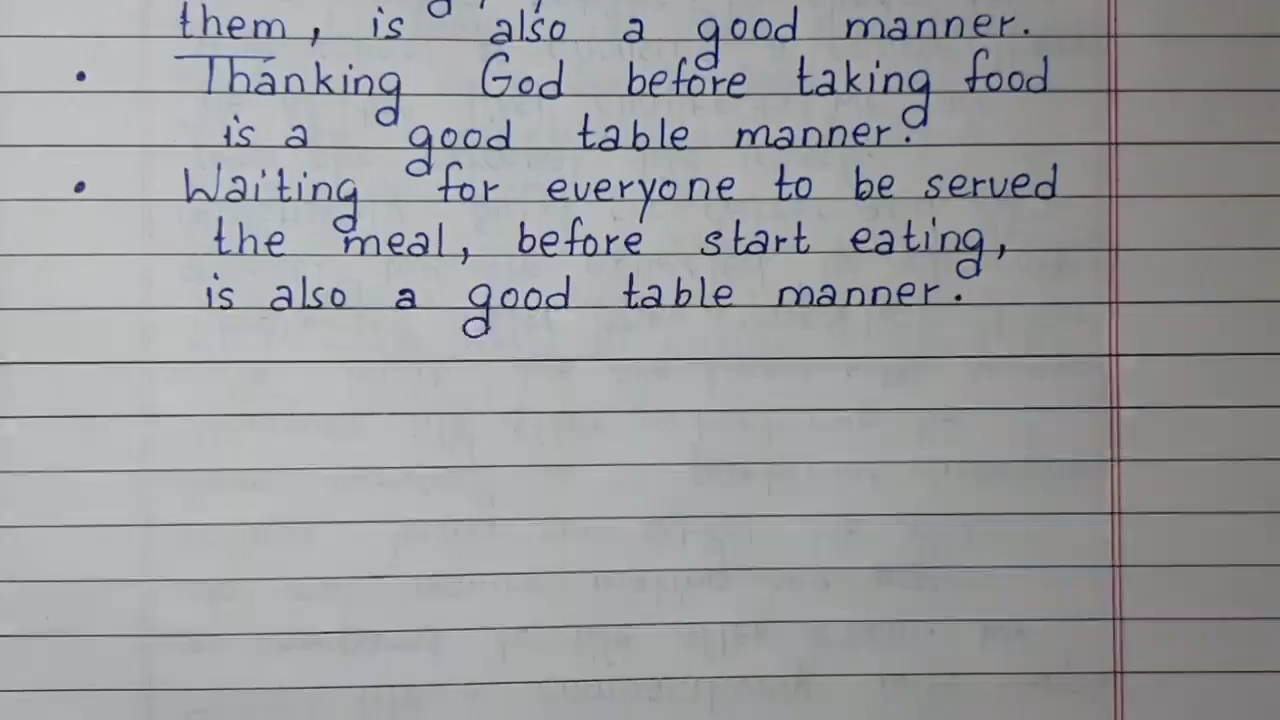 them, is also a good manner.
• Thanking God before taking food
is a good table manner.
• Waiting for everyone to be served
the meal, before start eating,
is also a good table manner.